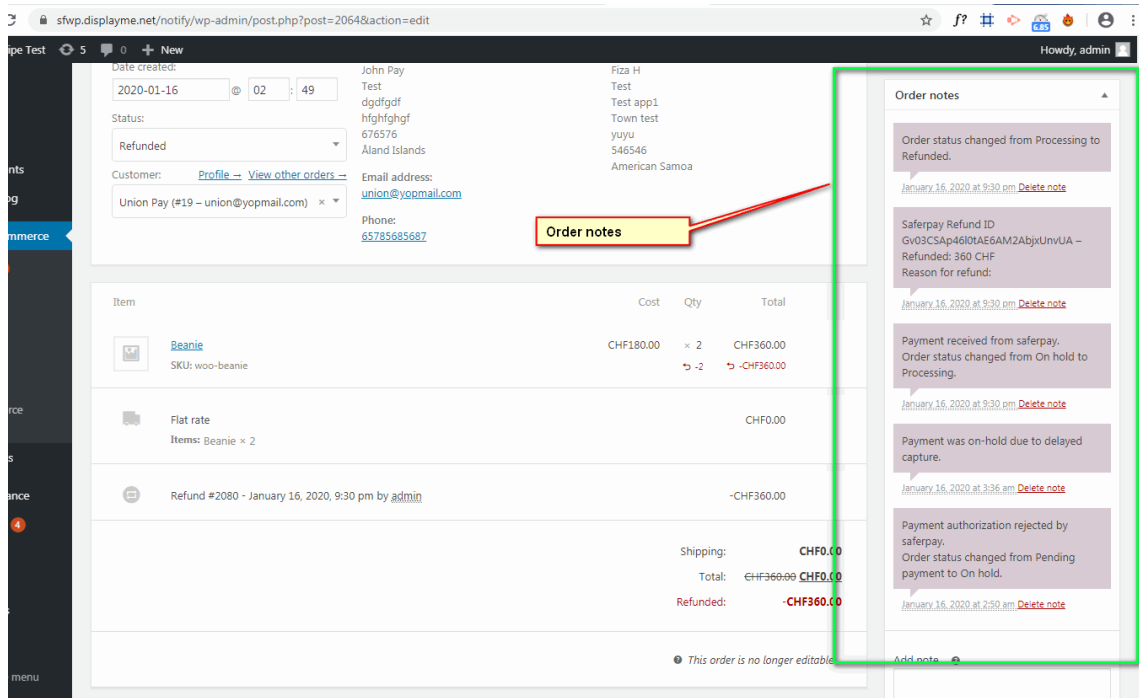 sfwp.displayme.net/notify/wp-admin/post.php?post=2064&action=edit
f?
6.85
ipe Test 5 0 + New
Howdy, admin
nts
og
mmerce
rce
s
ance
4
s
menu
Date created:
2020-01-16 @ 02 : 49
Status:
Refunded
Customer: Profile → View other orders →
Union Pay (#19 – union@yopmail.com) ×
John Pay
Test
dgdfgdf
hfghfghgf
676576
Åland Islands
Email address:
union@yopmail.com
Phone:
65785685687
Fiza H
Test
Test app1
Town test
yuyu
546546
American Samoa
Order notes
Item Cost Qty Total
Beanie CHF180.00 × 2 CHF360.00
SKU: woo-beanie -2 -CHF360.00
Flat rate CHF0.00
Items: Beanie × 2
Refund #2080 - January 16, 2020, 9:30 pm by admin -CHF360.00
Shipping: CHF0.00
Total: CHF360.00 CHF0.00
Refunded: -CHF360.00
This order is no longer editable.
Order notes
Order status changed from Processing to
Refunded.
January 16, 2020 at 9:30 pm Delete note
Saferpay Refund ID
Gv03CSAp46l0tAE6AM2AbjxUnvUA –
Refunded: 360 CHF
Reason for refund:
January 16, 2020 at 9:30 pm Delete note
Payment received from saferpay.
Order status changed from On hold to
Processing.
January 16, 2020 at 9:30 pm Delete note
Payment was on-hold due to delayed
capture.
January 16, 2020 at 3:36 am Delete note
Payment authorization rejected by
saferpay.
Order status changed from Pending
payment to On hold.
January 16, 2020 at 2:50 am Delete note
Add note